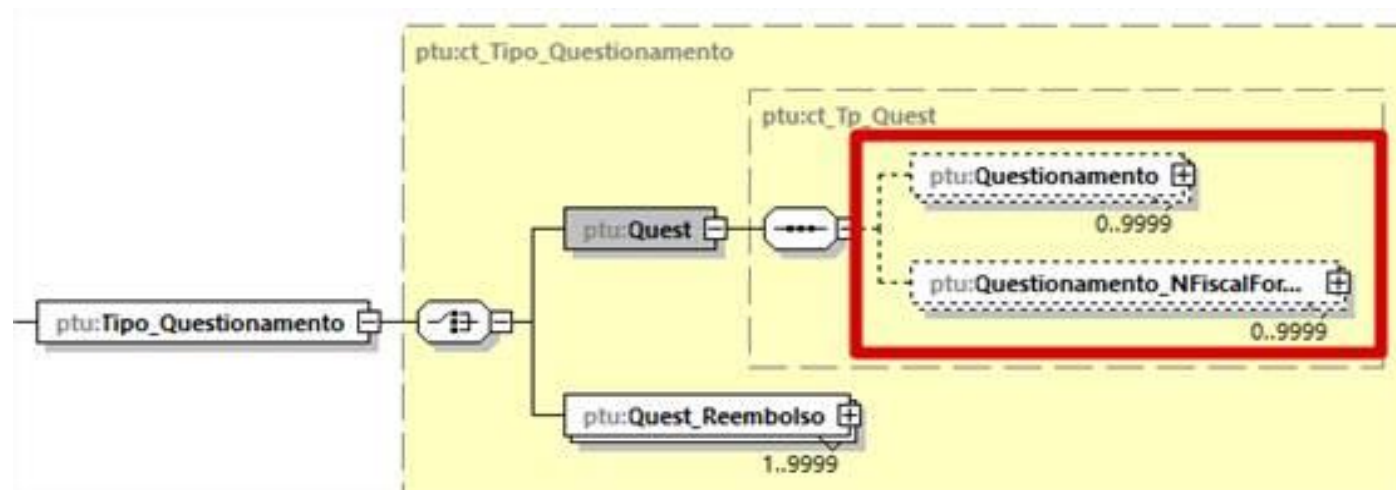 ptu:ct_Tipo_Questionamento
ptu:ct_Tp_Quest
ptu:Questionamento
0..9999
ptu:Quest
ptu:Questionamento_NFiscalFor...
0..9999
ptu:Tipo_Questionamento
ptu:Quest_Reembolso
1..9999